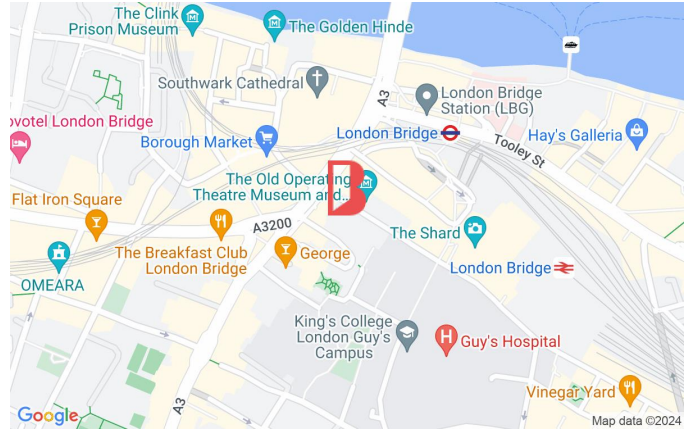 The Clink
Prison Museum
The Golden Hinde
Southwark Cathedral
A3
London Bridge
Station (LBG)
ovotel London Bridge
Borough Market
London Bridge
Hay's Galleria
Tooley St
The Old Operating
Theatre Museum and...
Flat Iron Square
A3200
The Breakfast Club
London Bridge
George
The Shard
OMEARA
London Bridge
King's College
London Guy's
Campus
H
Guy's Hospital
A3
Vinegar Yard
Google
Map data ©2024